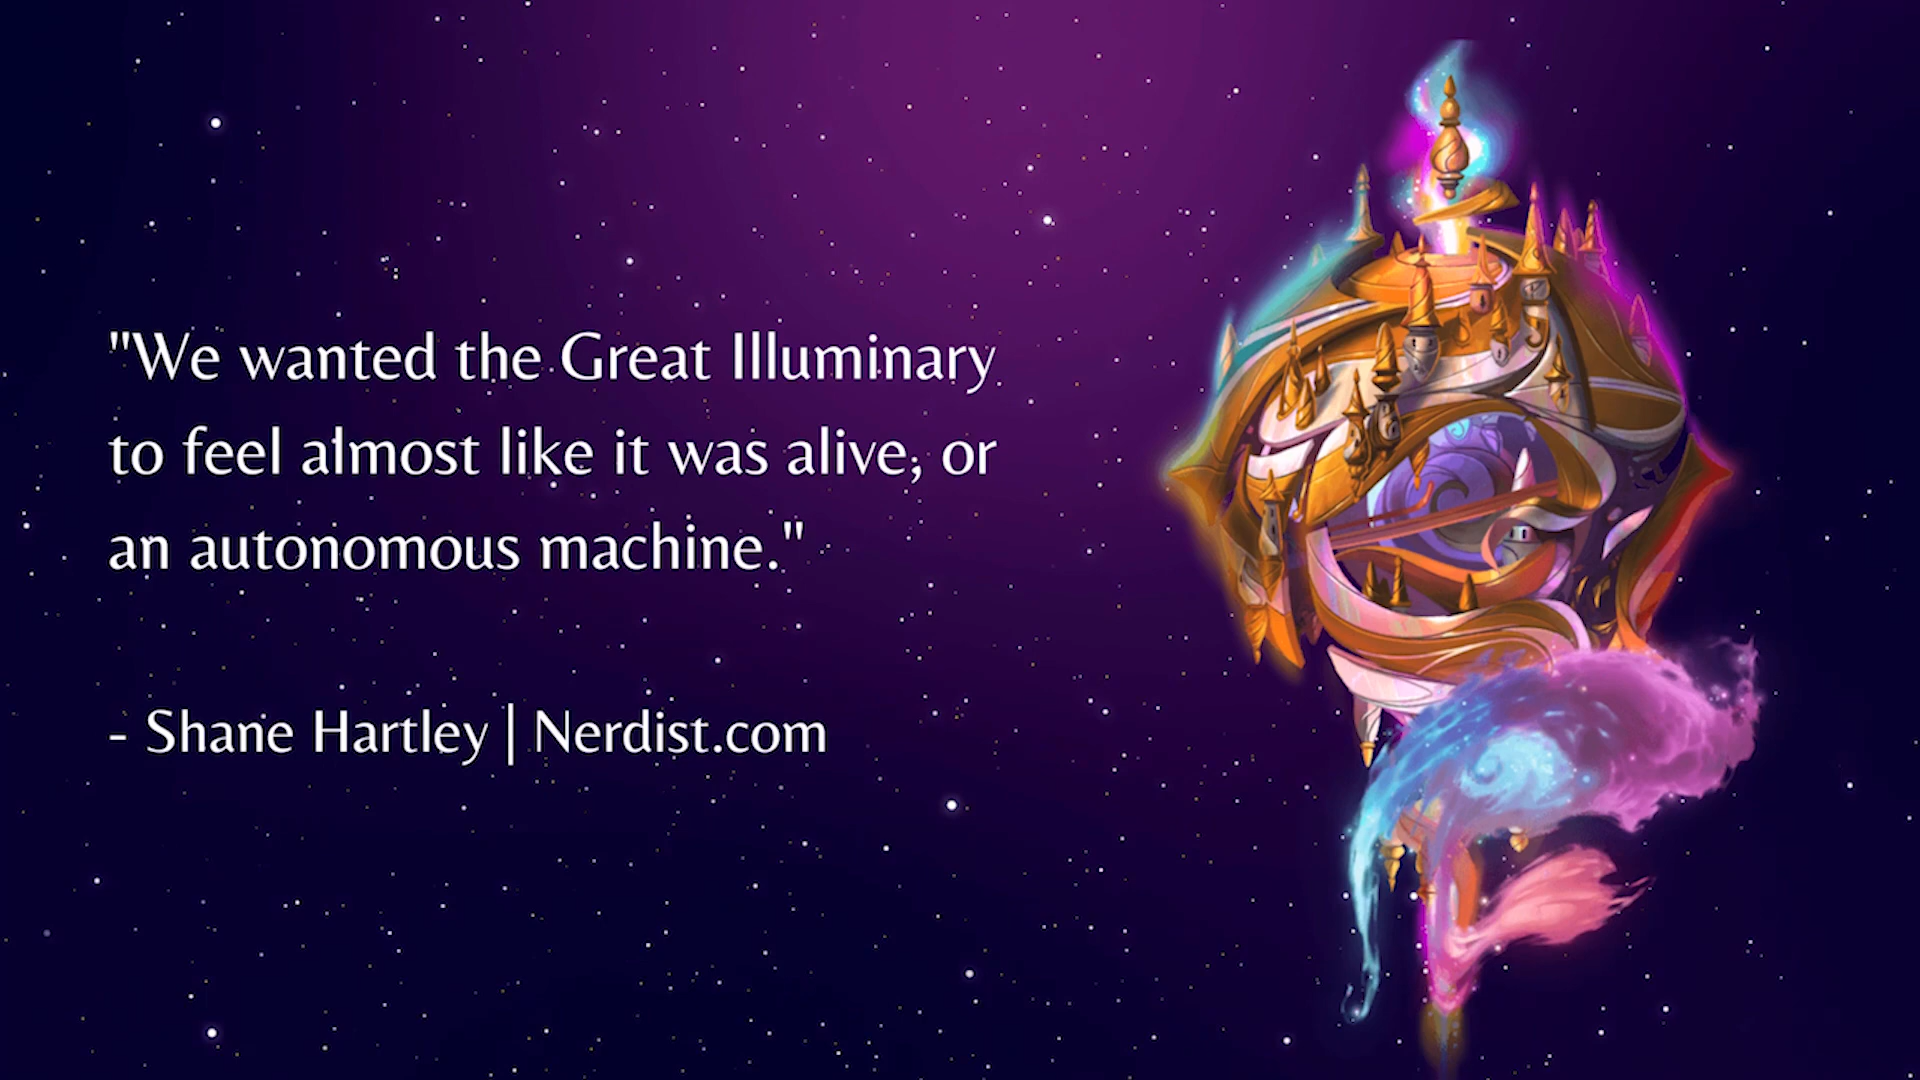 "We wanted the Great Illuminary
to feel almost like it was alive, or
an autonomous machine."
- Shane Hartley | Nerdist.com